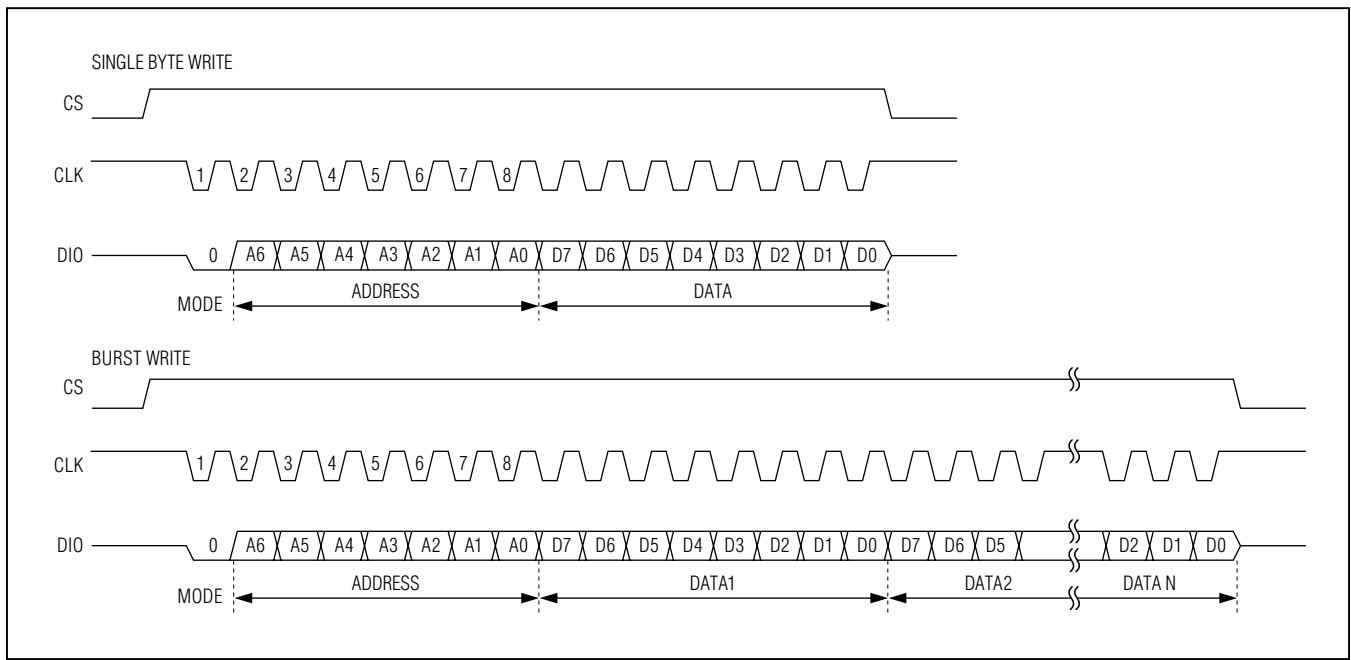 SINGLE BYTE WRITE
CS
CLK 1 2 3 4 5 6 7 8
DIO 0 A6 A5 A4 A3 A2 A1 A0 D7 D6 D5 D4 D3 D2 D1 D0
MODE ADDRESS DATA
BURST WRITE
CS
CLK 1 2 3 4 5 6 7 8
DIO 0 A6 A5 A4 A3 A2 A1 A0 D7 D6 D5 D4 D3 D2 D1 D0 D7 D6 D5 D2 D1 D0
MODE ADDRESS DATA1 DATA2 DATA N